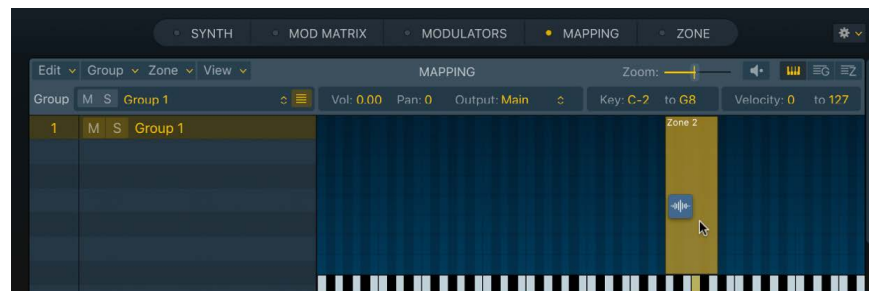 SYNTH MOD MATRIX MODULATORS MAPPING ZONE
Edit Group Zone View MAPPING Zoom: G Z
Group M S Group 1 Vol: 0.00 Pan: 0 Output: Main Key: C-2 to G8 Velocity: 0 to 127
1 M S Group 1 Zone 2